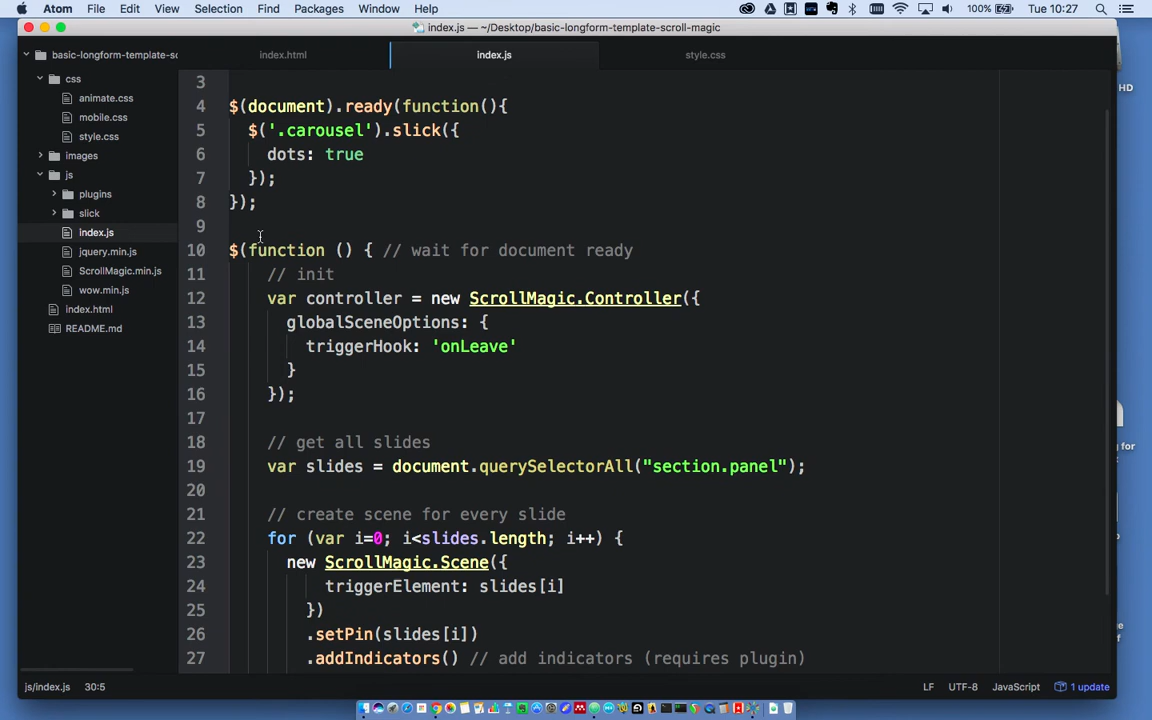 Atom File Edit View Selection Find Packages Window Help 100% Tue 10:27
index.js — ~/Desktop/basic-longform-template-scroll-magic
basic-longform-template-sc index.html index.js style.css
css
animate.css
mobile.css
style.css
images
js
plugins
slick
index.js
jquery.min.js
ScrollMagic.min.js
wow.min.js
index.html
README.md
3
4 $(document).ready(function(){
5 $('.carousel').slick({
6 dots: true
7 });
8 });
9
10 $(function () { // wait for document ready
11 // init
12 var controller = new ScrollMagic.Controller({
13 globalSceneOptions: {
14 triggerHook: 'onLeave'
15 }
16 });
17
18 // get all slides
19 var slides = document.querySelectorAll("section.panel");
20
21 // create scene for every slide
22 for (var i=0; i<slides.length; i++) {
23 new ScrollMagic.Scene({
24 triggerElement: slides[i]
25 })
26 .setPin(slides[i])
27 .addIndicators() // add indicators (requires plugin)
js/index.js 30:5 LF UTF-8 JavaScript 1 update
HD
g for